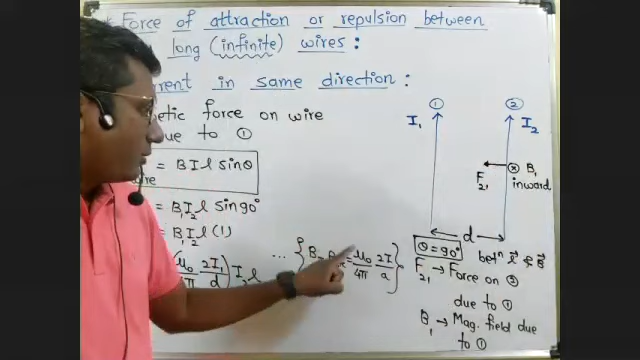 Force of attraction or repulsion between
long (infinite) wires :
rent in same direction :
etic force on wire
ue to ①
= BIl sinθ
wire
= B₁I₂l sin90°
= B₁I₂l (1)
(μ₀/4π 2I₁/d) I₂l
... { B = μ₀/4π 2I/a }
① ②
I₁ I₂
F₂₁ ⊗ B₁
inward
d
θ = 90° betⁿ l⃗ & B⃗
F₂₁ → Force on ②
due to ①
B₁ → Mag. field due
to ①